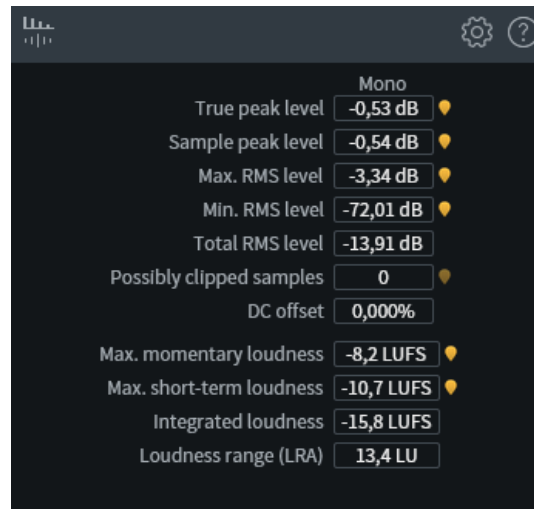 Mono
True peak level -0,53 dB
Sample peak level -0,54 dB
Max. RMS level -3,34 dB
Min. RMS level -72,01 dB
Total RMS level -13,91 dB
Possibly clipped samples 0
DC offset 0,000%
Max. momentary loudness -8,2 LUFS
Max. short-term loudness -10,7 LUFS
Integrated loudness -15,8 LUFS
Loudness range (LRA) 13,4 LU